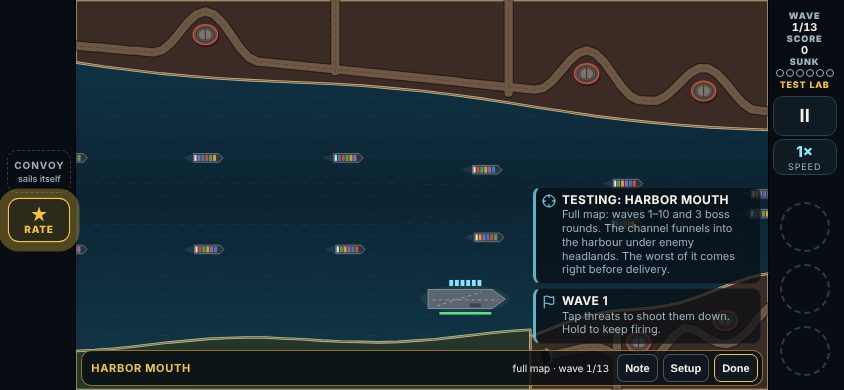 CONVOY
sails itself
★
RATE
TESTING: HARBOR MOUTH
Full map: waves 1–10 and 3 boss
rounds. The channel funnels into
the harbour under enemy
headlands. The worst of it comes
right before delivery.
WAVE 1
Tap threats to shoot them down.
Hold to keep firing.
HARBOR MOUTH
full map · wave 1/13
Note
Setup
Done
WAVE
1/13
SCORE
0
SUNK
TEST LAB
1×
SPEED